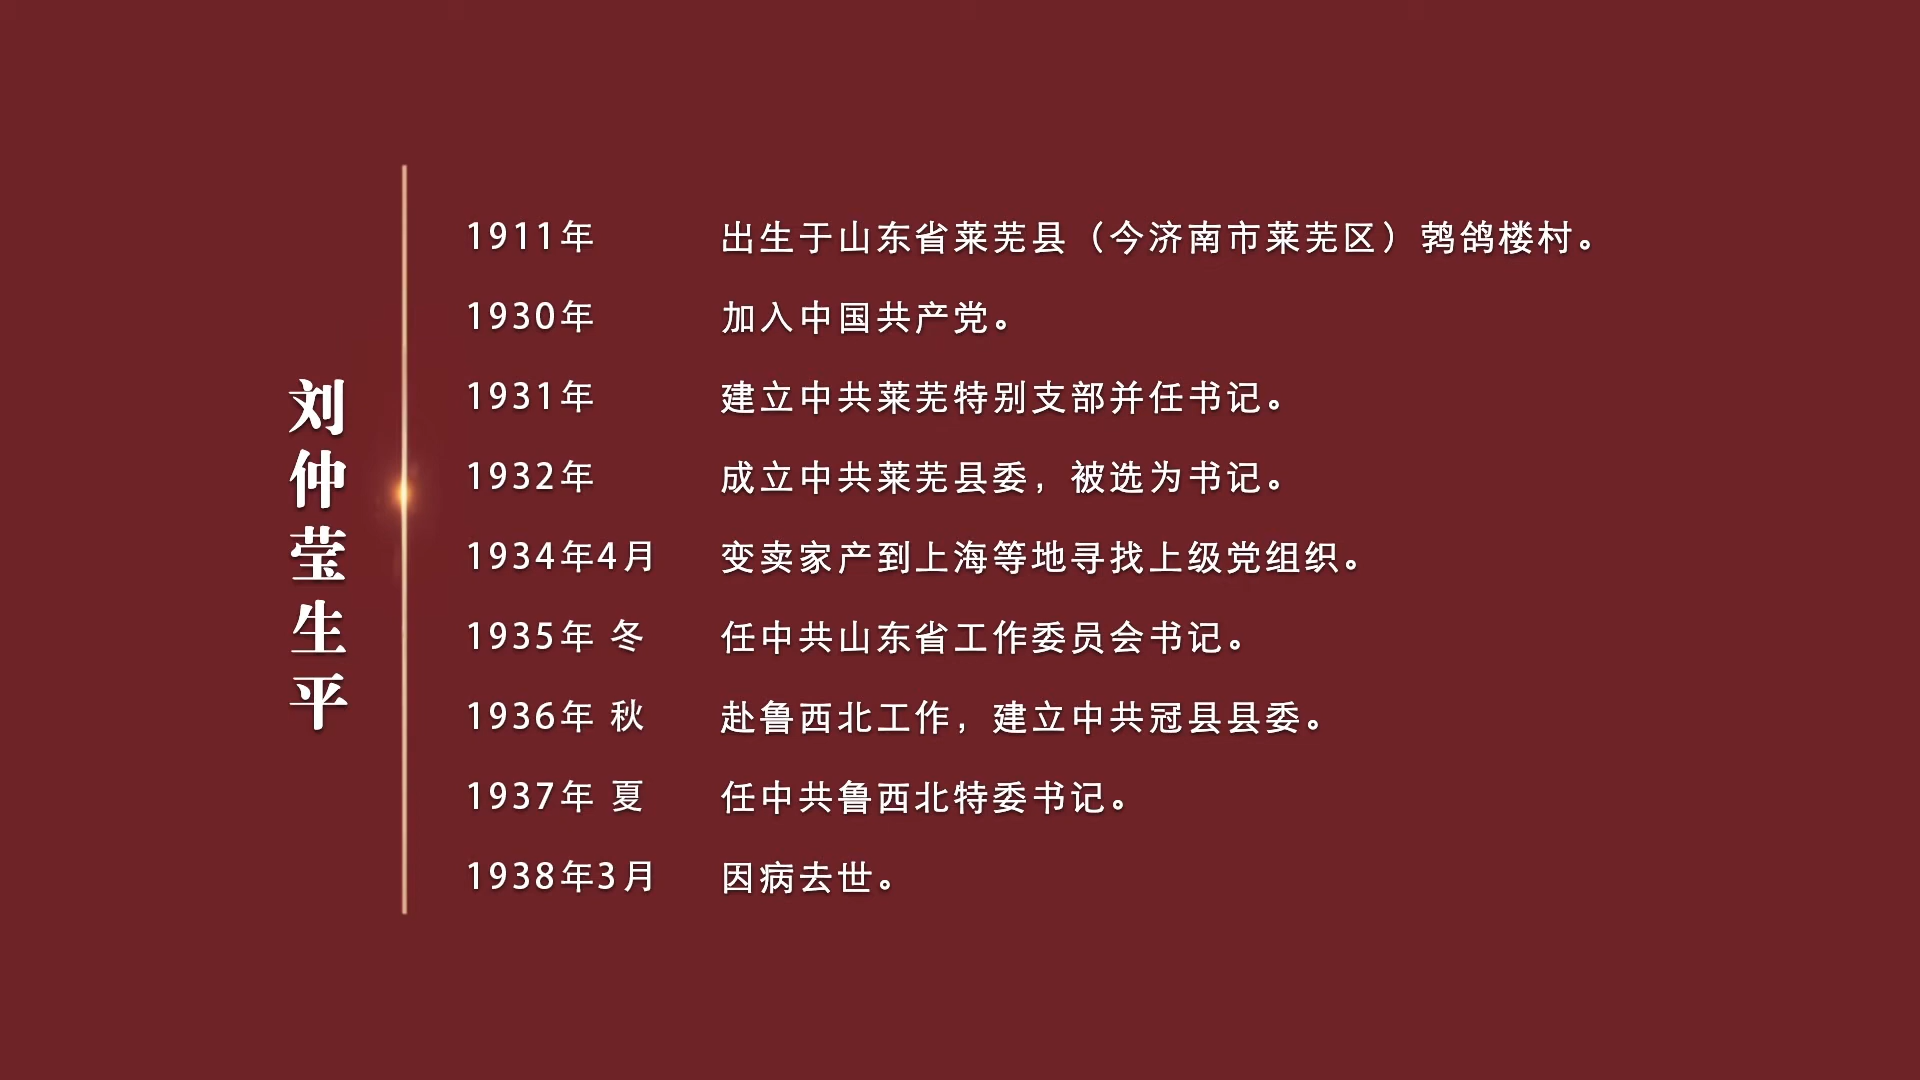 刘仲莹生平
1911年 出生于山东省莱芜县（今济南市莱芜区）鹁鸽楼村。
1930年 加入中国共产党。
1931年 建立中共莱芜特别支部并任书记。
1932年 成立中共莱芜县委，被选为书记。
1934年4月 变卖家产到上海等地寻找上级党组织。
1935年 冬 任中共山东省工作委员会书记。
1936年 秋 赴鲁西北工作，建立中共冠县县委。
1937年 夏 任中共鲁西北特委书记。
1938年3月 因病去世。